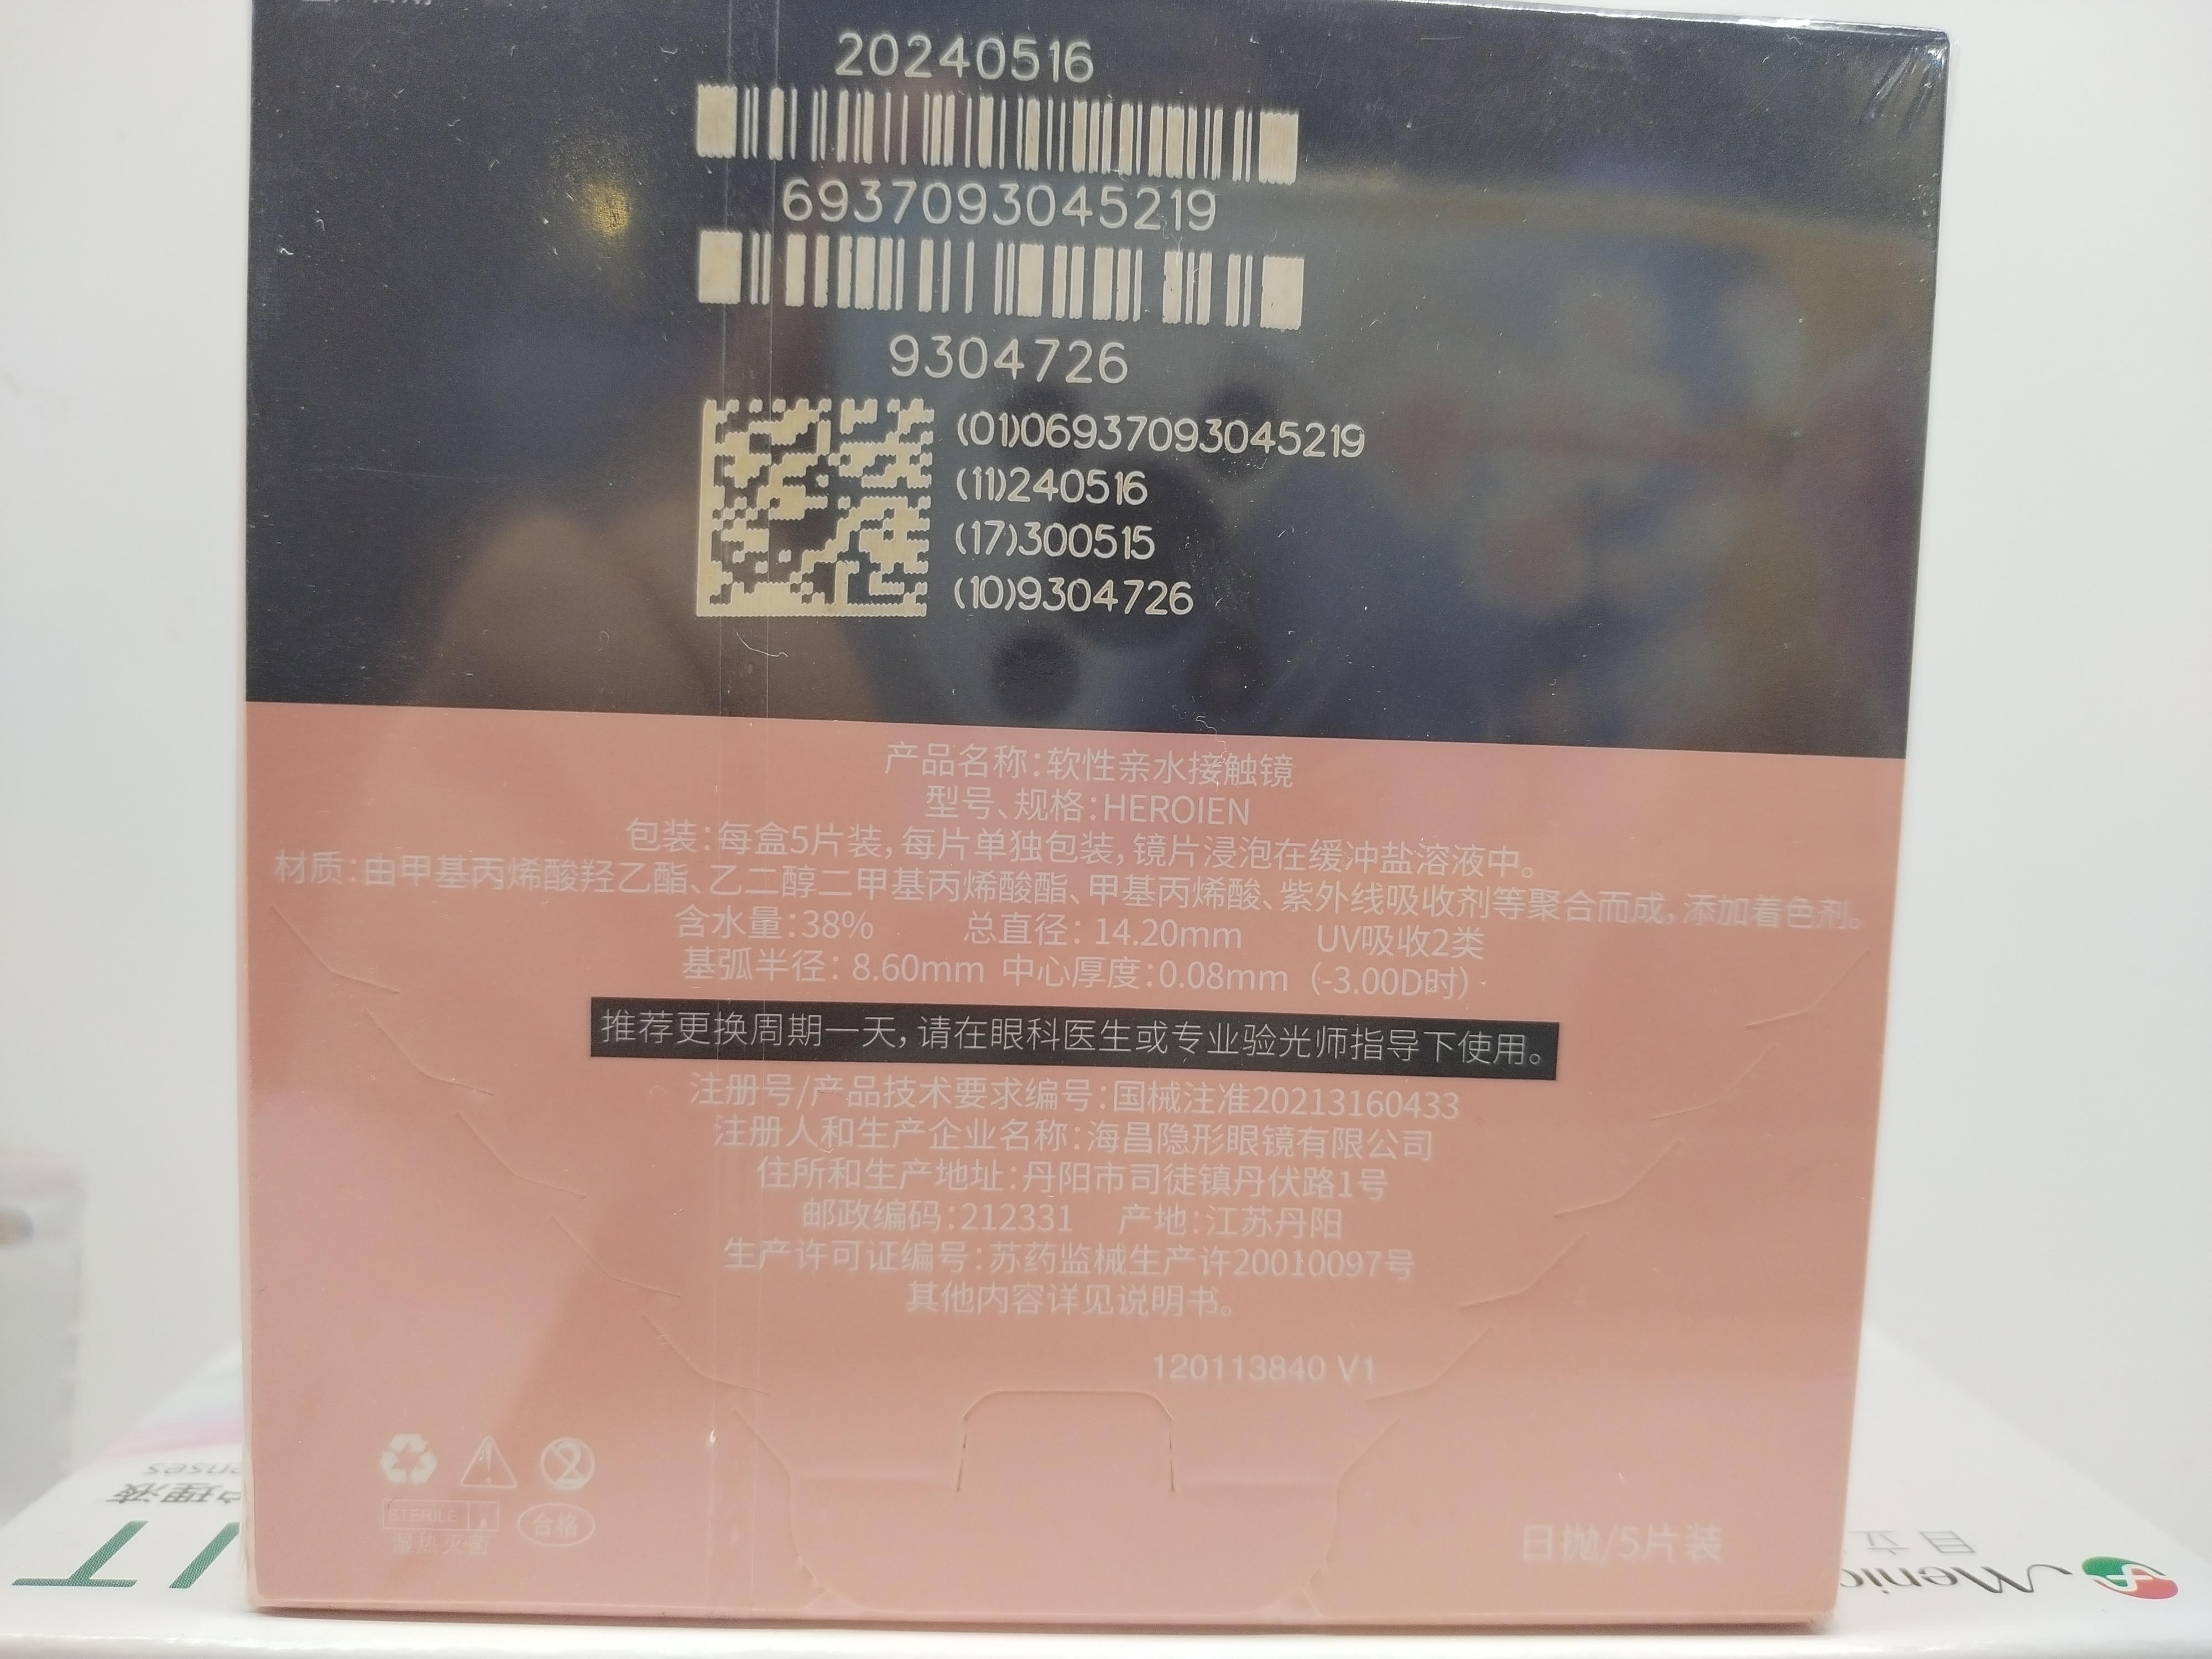 20240516
6937093045219
9304726
(01)06937093045219
(11)240516
(17)300515
(10)9304726
产品名称:软性亲水接触镜
型号、规格:HEROIEN
包装:每盒5片装,每片单独包装,镜片浸泡在缓冲盐溶液中。
材质:由甲基丙烯酸羟乙酯、乙二醇二甲基丙烯酸酯、甲基丙烯酸、紫外线吸收剂等聚合而成,添加着色剂。
含水量:38% 总直径: 14.20mm UV吸收2类
基弧半径: 8.60mm 中心厚度:0.08mm (-3.00D时)
推荐更换周期一天,请在眼科医生或专业验光师指导下使用。
注册号/产品技术要求编号:国械注准20213160433
注册人和生产企业名称:海昌隐形眼镜有限公司
住所和生产地址:丹阳市司徒镇丹伏路1号
邮政编码:212331 产地:江苏丹阳
生产许可证编号:苏药监械生产许20010097号
其他内容详见说明书。
120113840 V1
2
STERILE
合格
湿热灭菌
日抛/5片装
理液
IT
目立
Menic